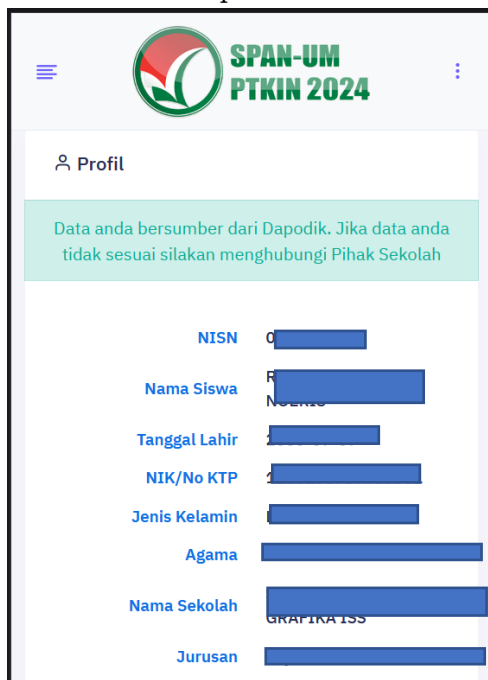 SPAN-UM
PTKIN 2024
Profil
Data anda bersumber dari Dapodik. Jika data anda
tidak sesuai silakan menghubungi Pihak Sekolah
NISN 0
Nama Siswa R
Tanggal Lahir
NIK/No KTP
Jenis Kelamin
Agama
Nama Sekolah
GRAFIKA ISS
Jurusan